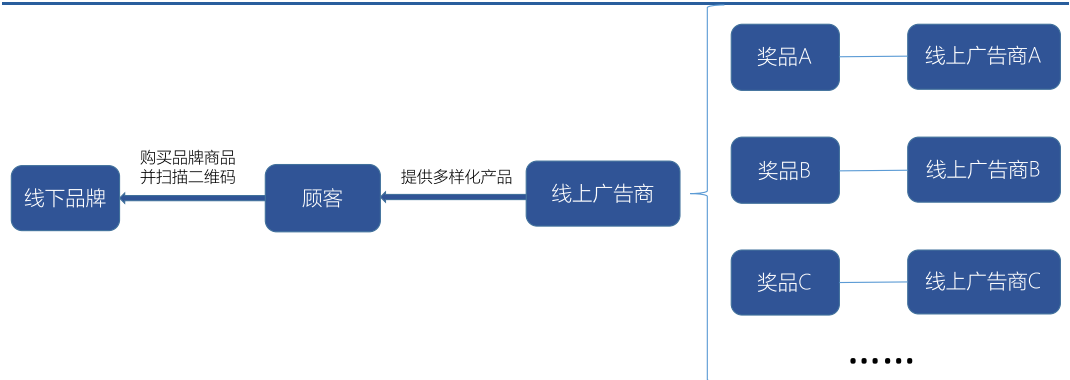 线下品牌
购买品牌商品
并扫描二维码
顾客
提供多样化产品
线上广告商
奖品A
线上广告商A
奖品B
线上广告商B
奖品C
线上广告商C
……